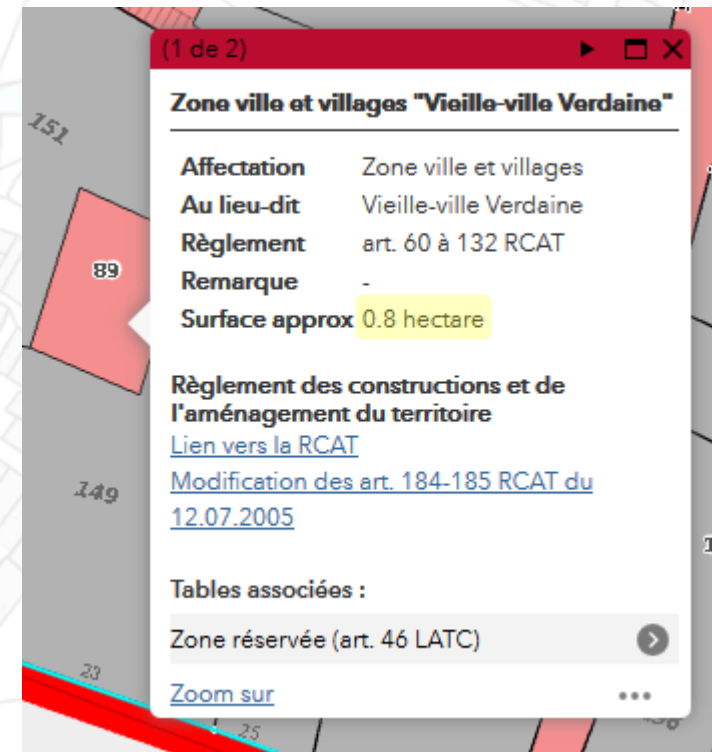 (1 de 2)
Zone ville et villages "Vieille-ville Verdaine"
151
Affectation Zone ville et villages
Au lieu-dit Vieille-ville Verdaine
Règlement art. 60 à 132 RCAT
89
Remarque -
Surface approx 0.8 hectare
Règlement des constructions et de
l'aménagement du territoire
Lien vers la RCAT
Modification des art. 184-185 RCAT du
149
12.07.2005
Tables associées :
Zone réservée (art. 46 LATC)
23
Zoom sur
25